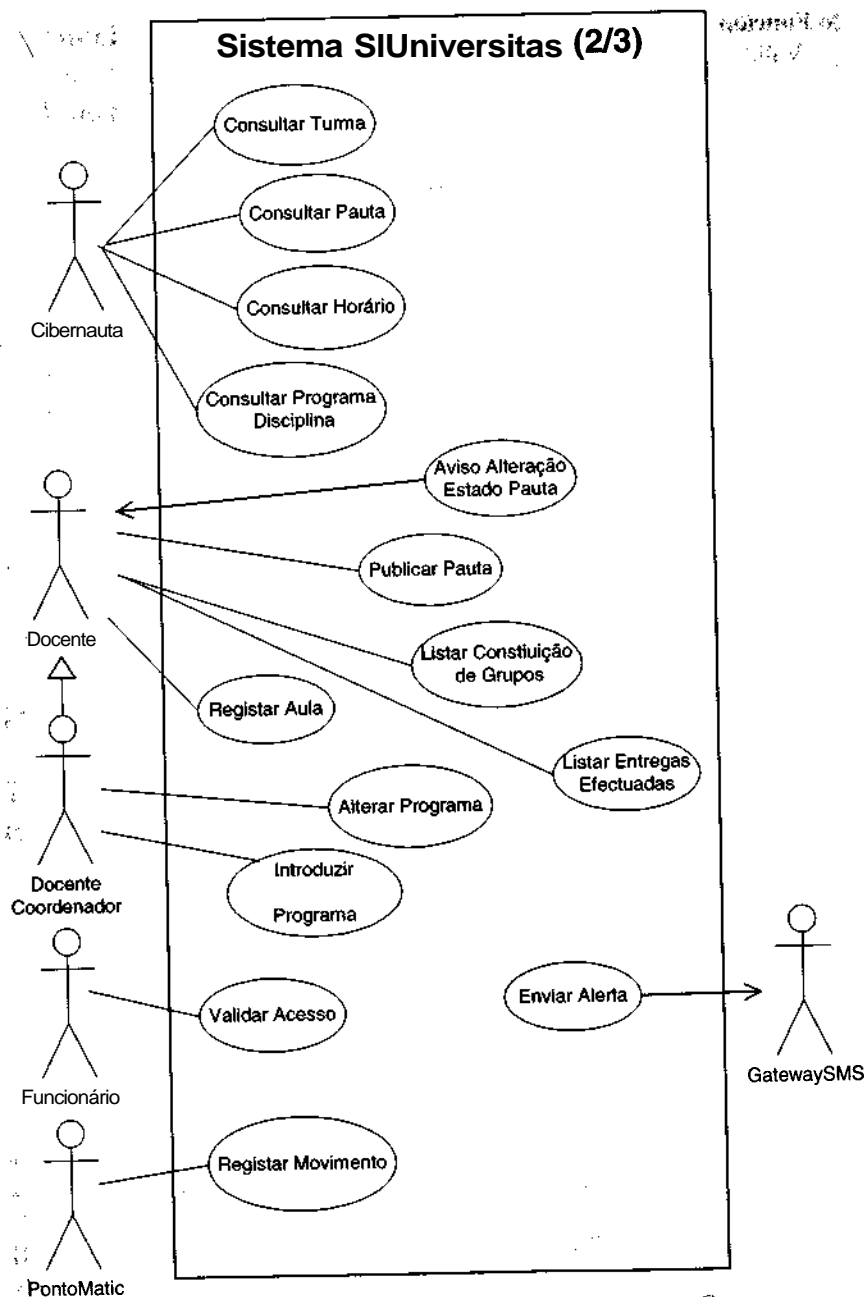 Sistema SIUniversitas (2/3)
Consultar Turma
Consultar Pauta
Consultar Horário
Cibernauta
Consultar Programa
Disciplina
Aviso Alteração
Estado Pauta
Publicar Pauta
Docente
Listar Constiuição
de Grupos
Registar Aula
Listar Entregas
Efectuadas
Alterar Programa
Introduzir
Programa
Docente
Coordenador
Validar Acesso
Enviar Alerta
GatewaySMS
Funcionário
Registar Movimento
PontoMatic